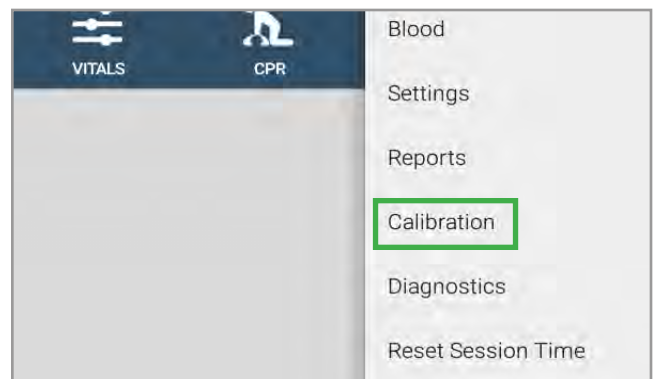 VITALS
CPR
Blood
Settings
Reports
Calibration
Diagnostics
Reset Session Time